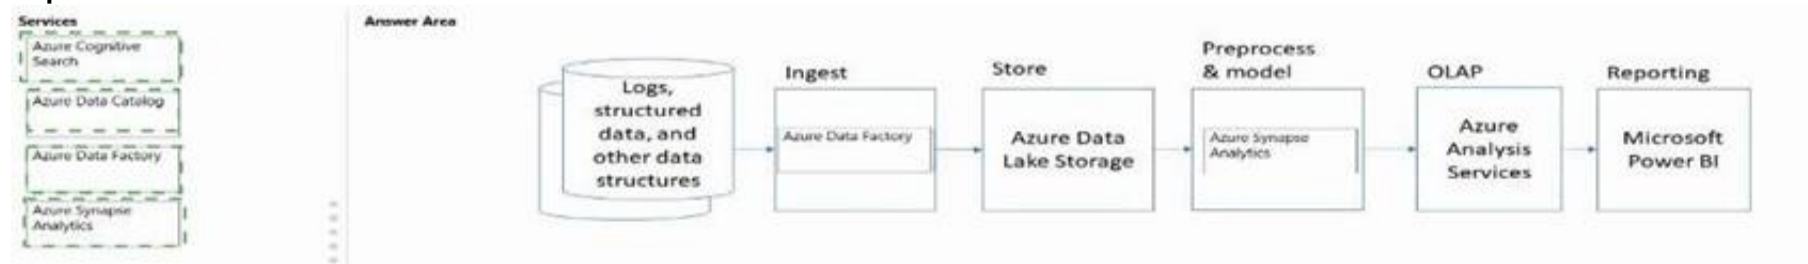 Services
Azure Cognitive
Search
Azure Data Catalog
Azure Data Factory
Azure Synapse
Analytics
Answer Area
Logs,
structured
data, and
other data
structures
Ingest
Azure Data Factory
Store
Azure Data
Lake Storage
Preprocess
& model
Azure Synapse
Analytics
OLAP
Azure
Analysis
Services
Reporting
Microsoft
Power BI